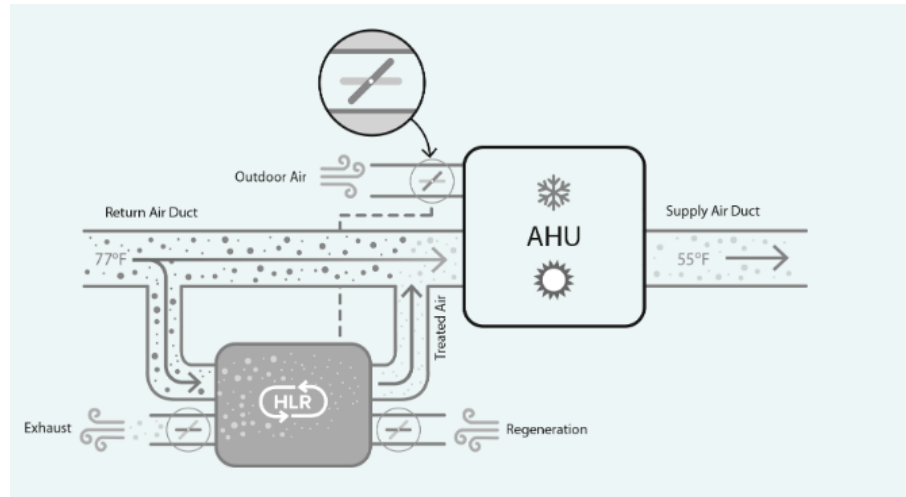 Outdoor Air
Return Air Duct
Supply Air Duct
AHU
77°F
55°F
Treated Air
HLR
Exhaust
Regeneration